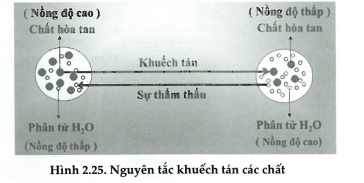 ( Nồng độ cao )
Chất hòa tan
( Nồng độ thấp)
Chất hòa tan
Khuếch tán
Sự thẩm thấu
Phân tử H₂O
(Nồng độ thấp )
Phân tử H₂O
( Nồng độ cao)
Hình 2.25. Nguyên tắc khuếch tán các chất